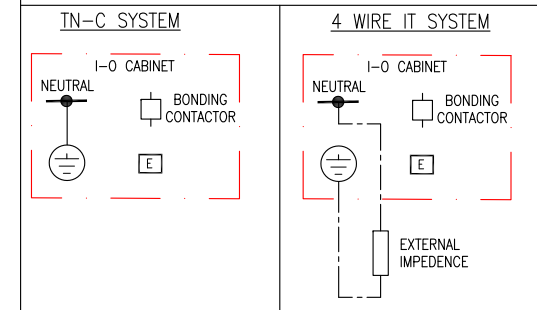 TN-C SYSTEM
I-O CABINET
NEUTRAL
BONDING
CONTACTOR
E
4 WIRE IT SYSTEM
I-O CABINET
NEUTRAL
BONDING
CONTACTOR
E
EXTERNAL
IMPEDENCE